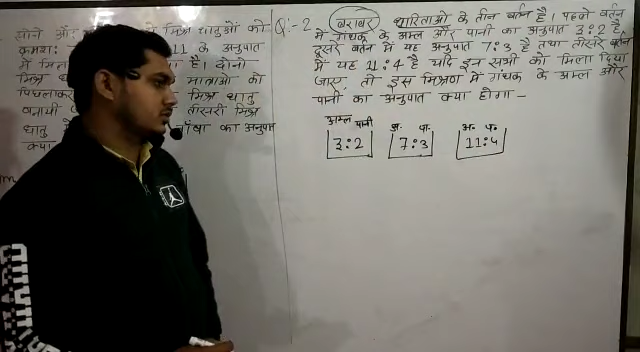 सोने और मिश्र धातुओं को
क्रमश: 11 के अनुपात
में मिला है। दोनो
मिश्र मात्राओं को
पिघलाकर मिश्र धातु
बनायी तीसरी मिश्र
धातु में ताँबा का अनुपात
क्या
Q:-2 बराबर धारिताओं के तीन बर्तन है। पहले बर्तन
में गंधक के अम्ल और पानी का अनुपात 3:2 है,
दूसरे बर्तन में यह अनुपात 7:3 है तथा तीसरे बर्तन
में यह 11:4 है यदि इन सभी को मिला दिया
जाए, तो इस मिश्रण में गंधक के अम्ल और
पानी का अनुपात क्या होगा -
अम्ल पानी अ॰ पा॰ अ॰ प॰
3:2 7:3 11:4